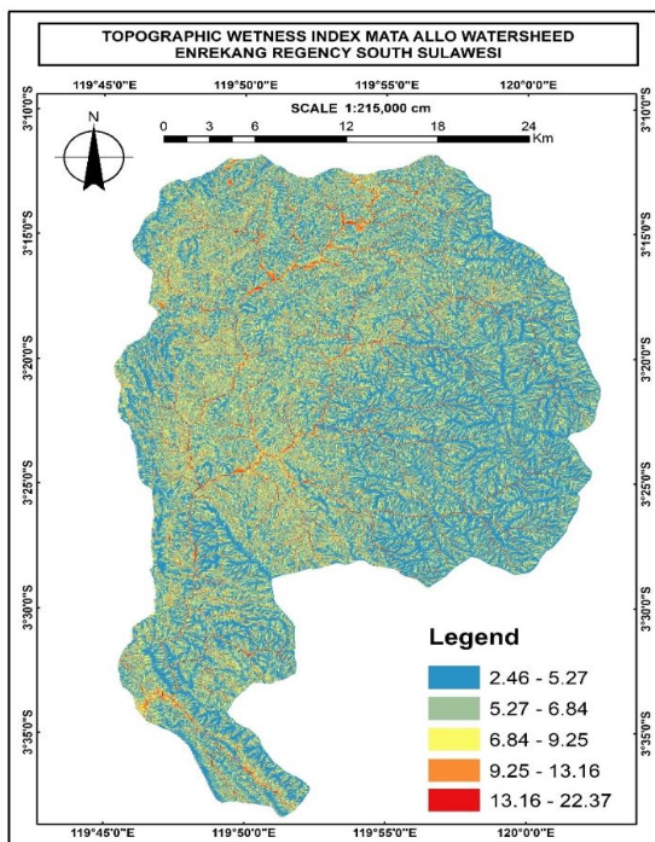 TOPOGRAPHIC WETNESS INDEX MATA ALLO WATERSHEED
ENREKANG REGENCY SOUTH SULAWESI
119°45'0"E 119°50'0"E 119°55'0"E 120°0'0"E
SCALE 1:215,000 cm
N
0 3 6 12 18 24
Km
3°10'0"S 3°10'0"S
3°15'0"S 3°15'0"S
3°20'0"S 3°20'0"S
3°25'0"S 3°25'0"S
3°30'0"S 3°30'0"S
3°35'0"S 3°35'0"S
Legend
2.46 - 5.27
5.27 - 6.84
6.84 - 9.25
9.25 - 13.16
13.16 - 22.37
119°45'0"E 119°50'0"E 119°55'0"E 120°0'0"E